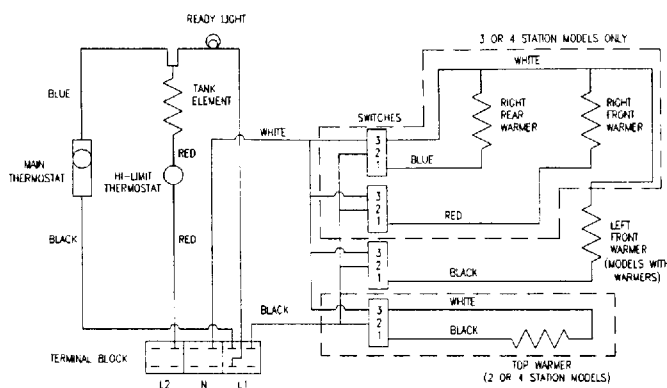 READY LIGHT
3 OR 4 STATION MODELS ONLY
WHITE
BLUE
TANK
ELEMENT
SWITCHES
RIGHT
REAR
WARMER
RIGHT
FRONT
WARMER
WHITE
3
2
1
BLUE
RED
MAIN
THERMOSTAT
HI-LIMIT
THERMOSTAT
3
2
1
RED
BLACK
RED
LEFT
FRONT
WARMER
(MODELS WITH
WARMERS)
3
2
1
BLACK
BLACK
WHITE
3
2
1
BLACK
TERMINAL BLOCK
L2
N
L1
TOP WARMER
(2 OR 4 STATION MODELS)